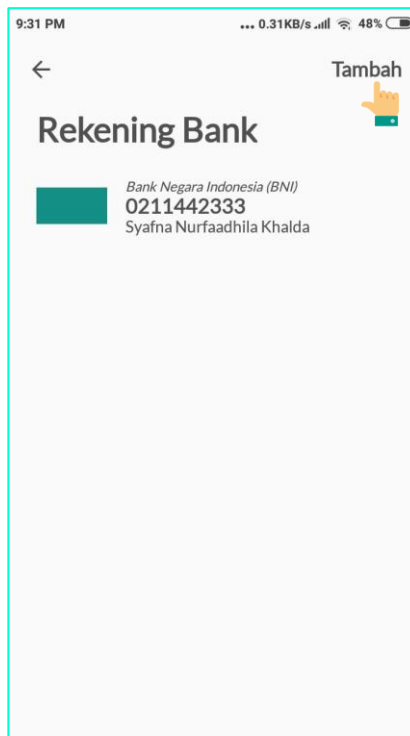 9:31 PM ... 0.31KB/s 48%
Tambah
Rekening Bank
Bank Negara Indonesia (BNI)
0211442333
Syafna Nurfaadhila Khalda